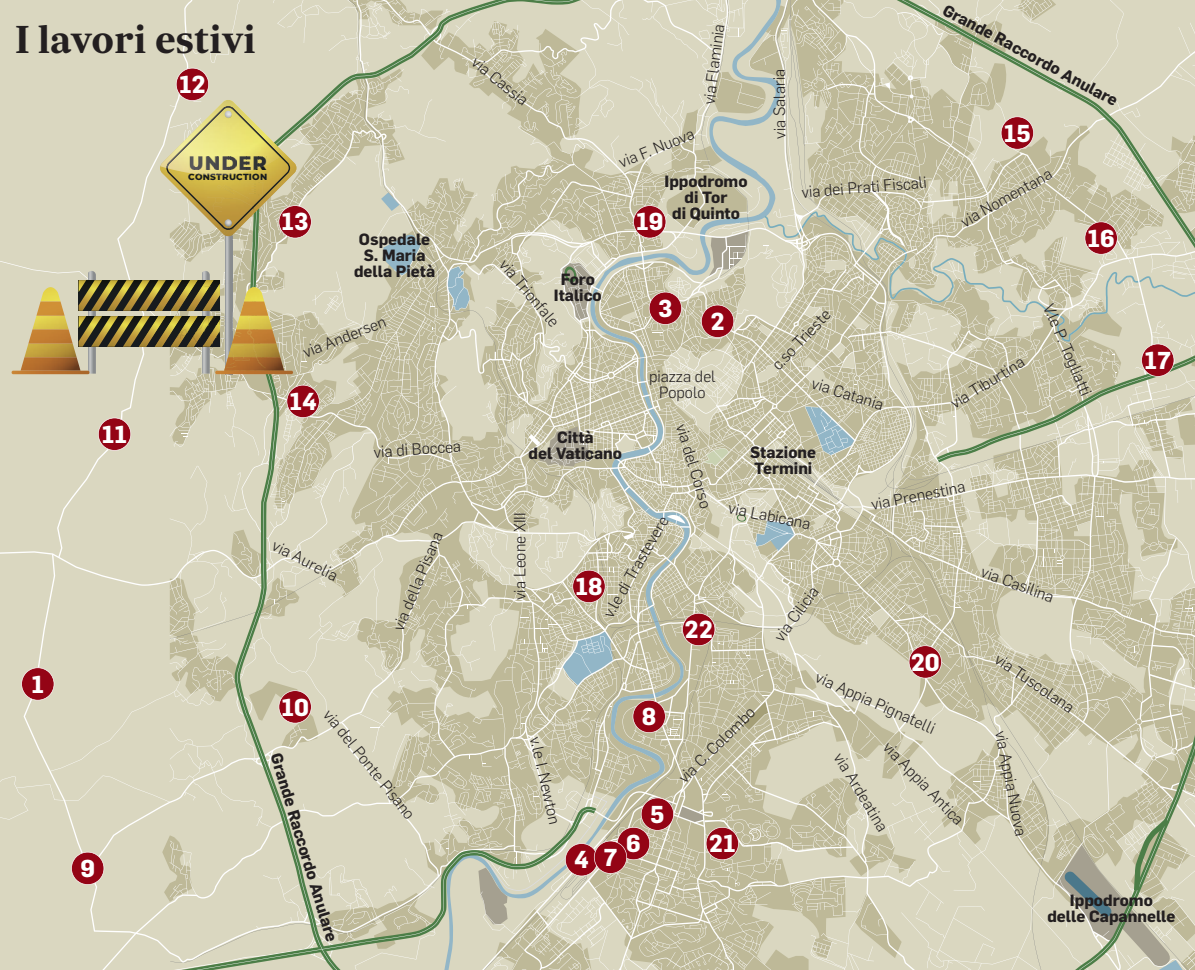 I lavori estivi
Grande Raccordo Anulare
12
via Cassia
via Flaminia
via Salaria
15
UNDER
CONSTRUCTION
via F. Nuova
Ippodromo
di Tor
di Quinto
via dei Prati Fiscali
via Nomentana
13
19
16
Ospedale
S. Maria
della Pietà
via Trionfale
Foro
Italico
3
2
c.so Trieste
V.le P. Togliatti
via Andersen
17
piazza del
Popolo
via Catania
via Tiburtina
14
11
via di Boccea
Città
del Vaticano
via del Corso
Stazione
Termini
via Prenestina
via Labicana
via Aurelia
via della Pisana
via Leone XIII
v.le di Trastevere
18
via Cilicia
via Casilina
22
20
1
via Tuscolana
10
via del Ponte Pisano
8
via Appia Pignatelli
via C. Colombo
v.le I. Newton
via Ardeatina
via Appia Antica
via Appia Nuova
Grande Raccordo Anulare
5
6
21
4
7
9
Ippodromo
delle Capannelle